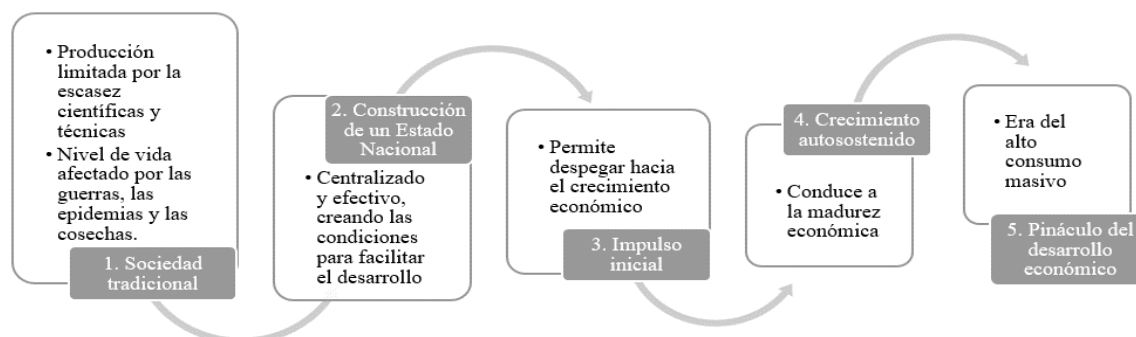 • Producción
limitada por la
escasez
científicas y
técnicas
• Nivel de vida
afectado por las
guerras, las
epidemias y las
cosechas.
1. Sociedad
tradicional
2. Construcción
de un Estado
Nacional
• Centralizado
y efectivo,
creando las
condiciones
para facilitar
el desarrollo
• Permite
despegar hacia
el crecimiento
económico
3. Impulso
inicial
4. Crecimiento
autosostenido
• Conduce a
la madurez
económica
• Era del
alto
consumo
masivo
5. Pináculo del
desarrollo
económico